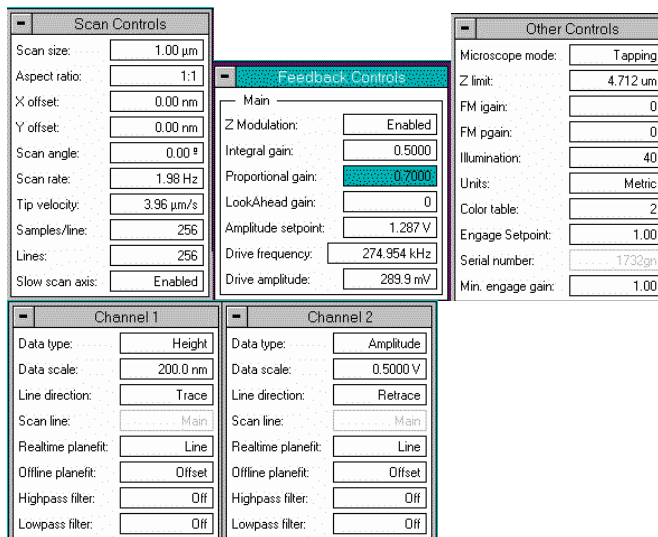 Scan Controls
Scan size: 1.00 µm
Aspect ratio: 1:1
X offset: 0.00 nm
Y offset: 0.00 nm
Scan angle: 0.00 º
Scan rate: 1.98 Hz
Tip velocity: 3.96 µm/s
Samples/line: 256
Lines: 256
Slow scan axis: Enabled
Feedback Controls
Main
Z Modulation: Enabled
Integral gain: 0.5000
Proportional gain: 0.7000
LookAhead gain: 0
Amplitude setpoint: 1.287 V
Drive frequency: 274.954 kHz
Drive amplitude: 289.9 mV
Other Controls
Microscope mode: Tapping
Z limit: 4.712 um
FM igain: 0
FM pgain: 0
Illumination: 40
Units: Metric
Color table: 2
Engage Setpoint: 1.00
Serial number: 1732gn
Min. engage gain: 1.00
Channel 1
Data type: Height
Data scale: 200.0 nm
Line direction: Trace
Scan line: Main
Realtime planefit: Line
Offline planefit: Offset
Highpass filter: Off
Lowpass filter: Off
Channel 2
Data type: Amplitude
Data scale: 0.5000 V
Line direction: Retrace
Scan line: Main
Realtime planefit: Line
Offline planefit: Offset
Highpass filter: Off
Lowpass filter: Off